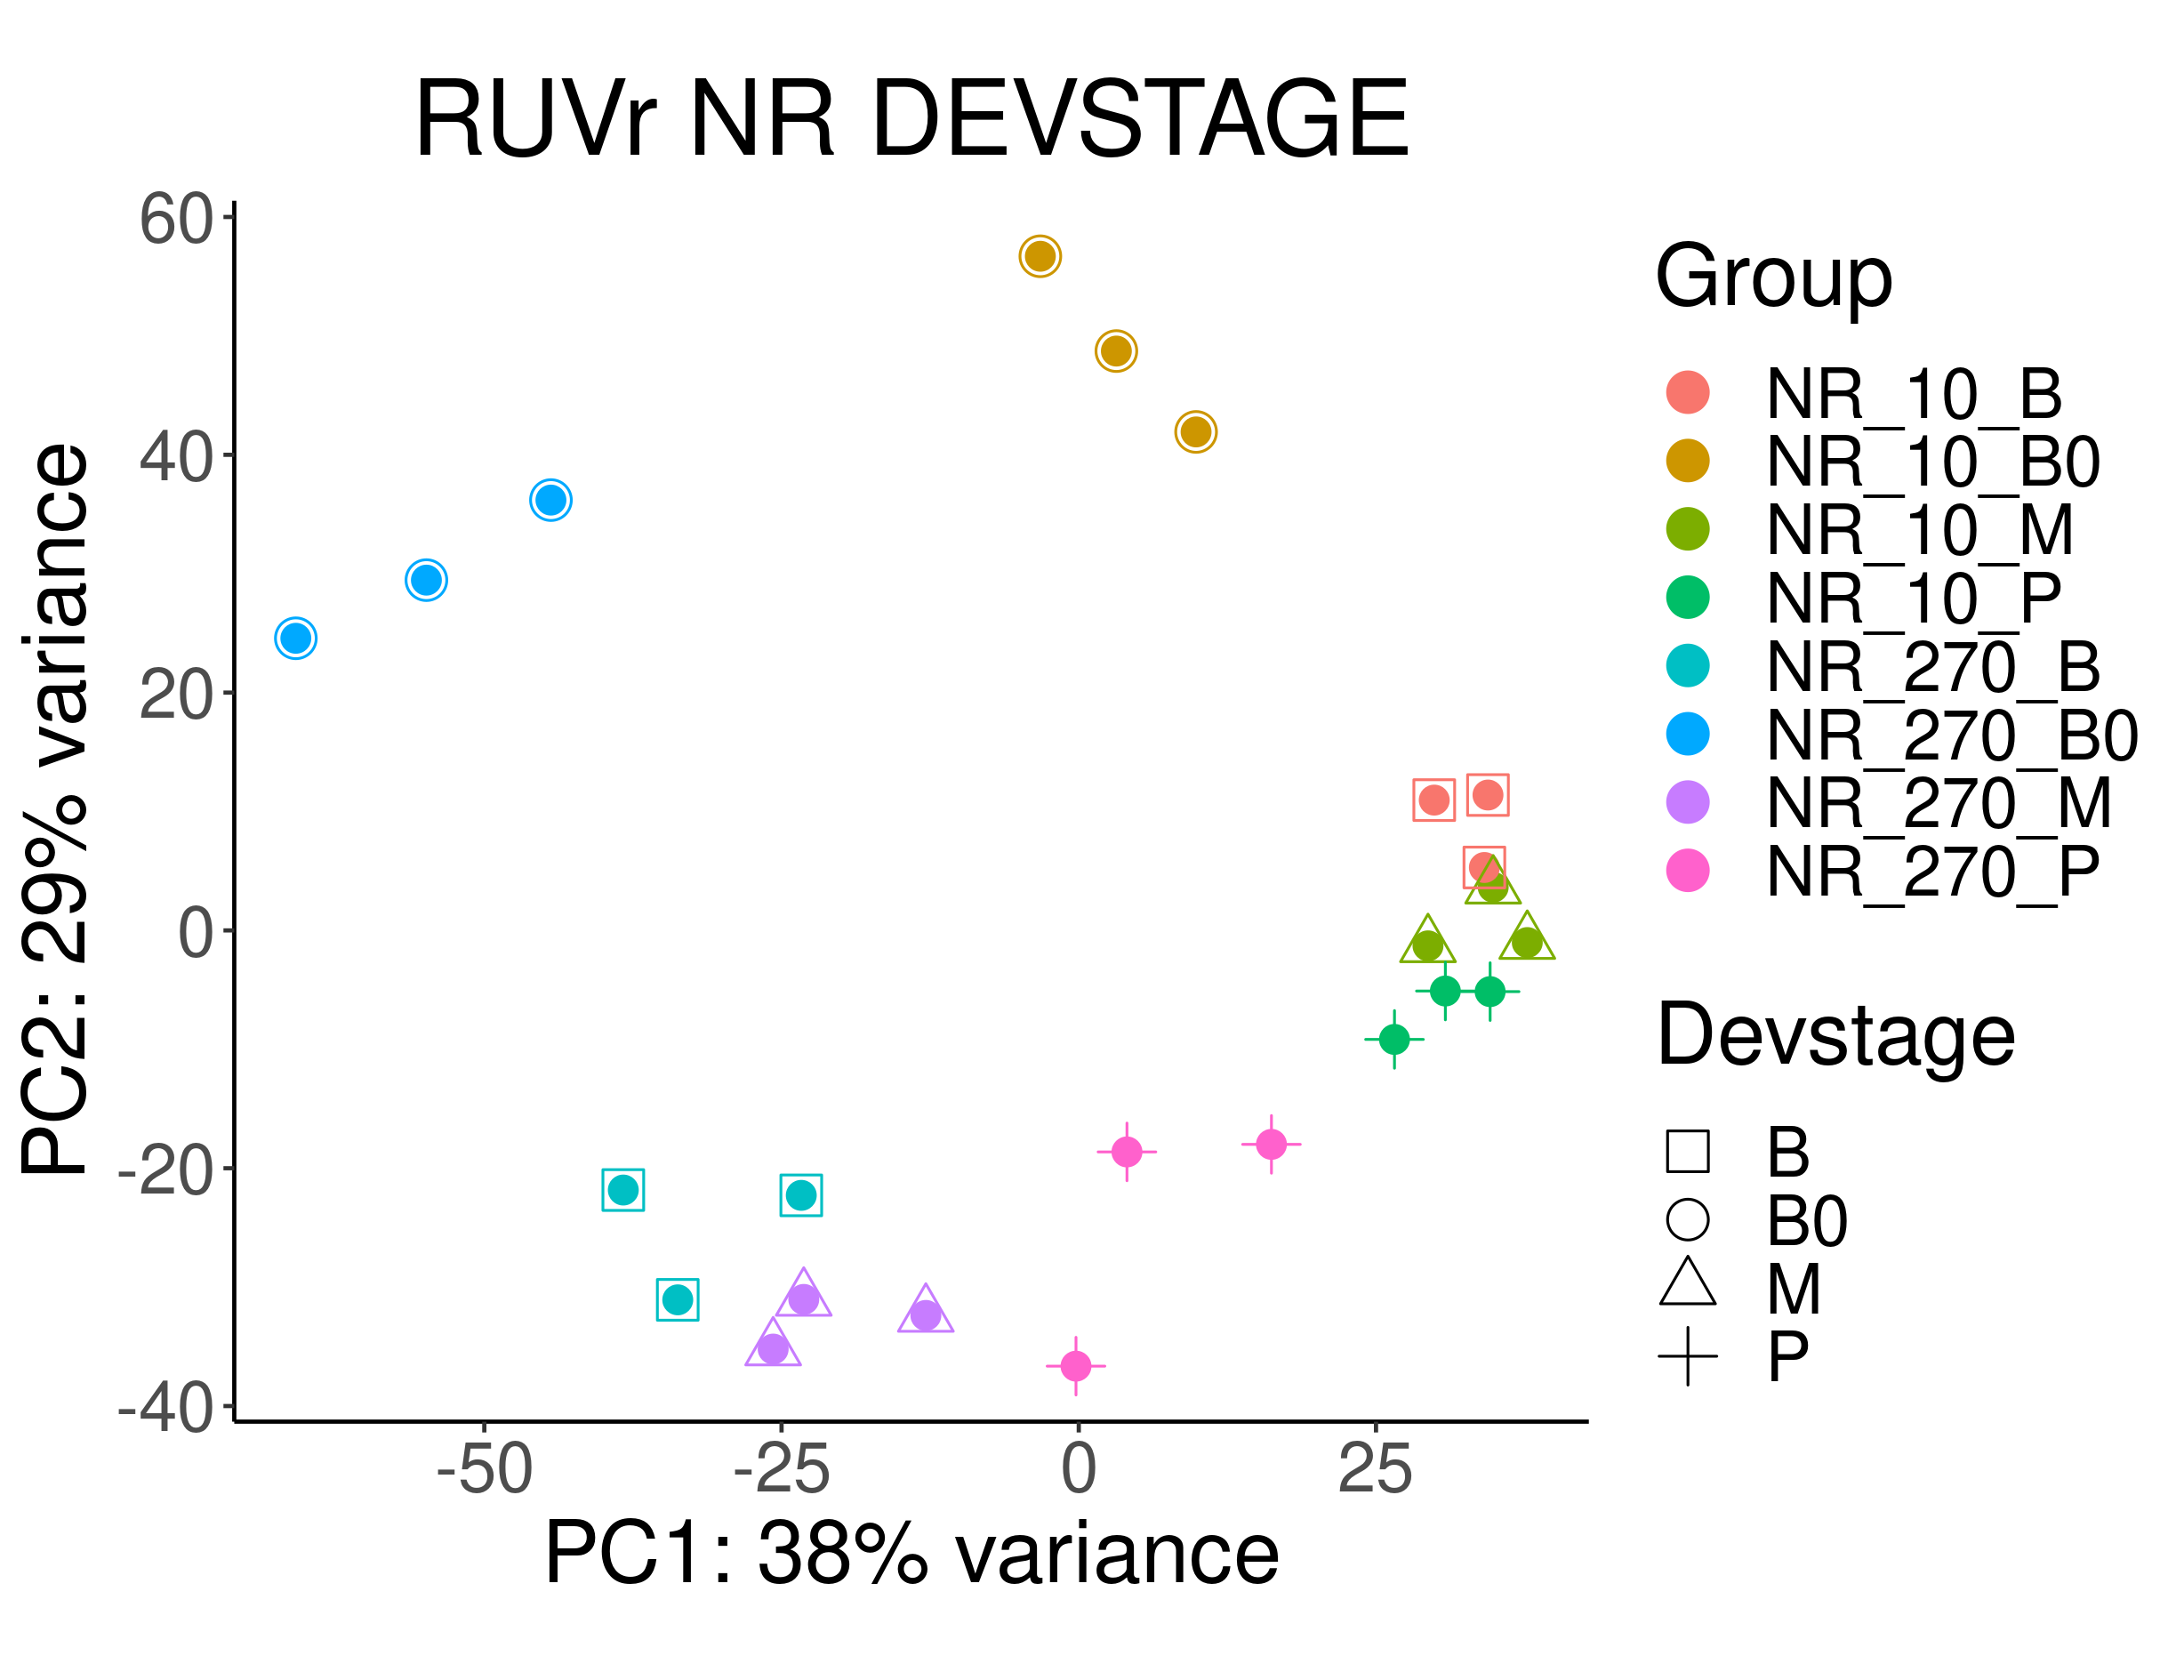 RUVr NR DEVSTAGE
PC2: 29% variance
60
40
20
0
-20
-40
-50
-25
0
25
PC1: 38% variance
Group
NR_10_B
NR_10_B0
NR_10_M
NR_10_P
NR_270_B
NR_270_B0
NR_270_M
NR_270_P
Devstage
B
B0
M
P